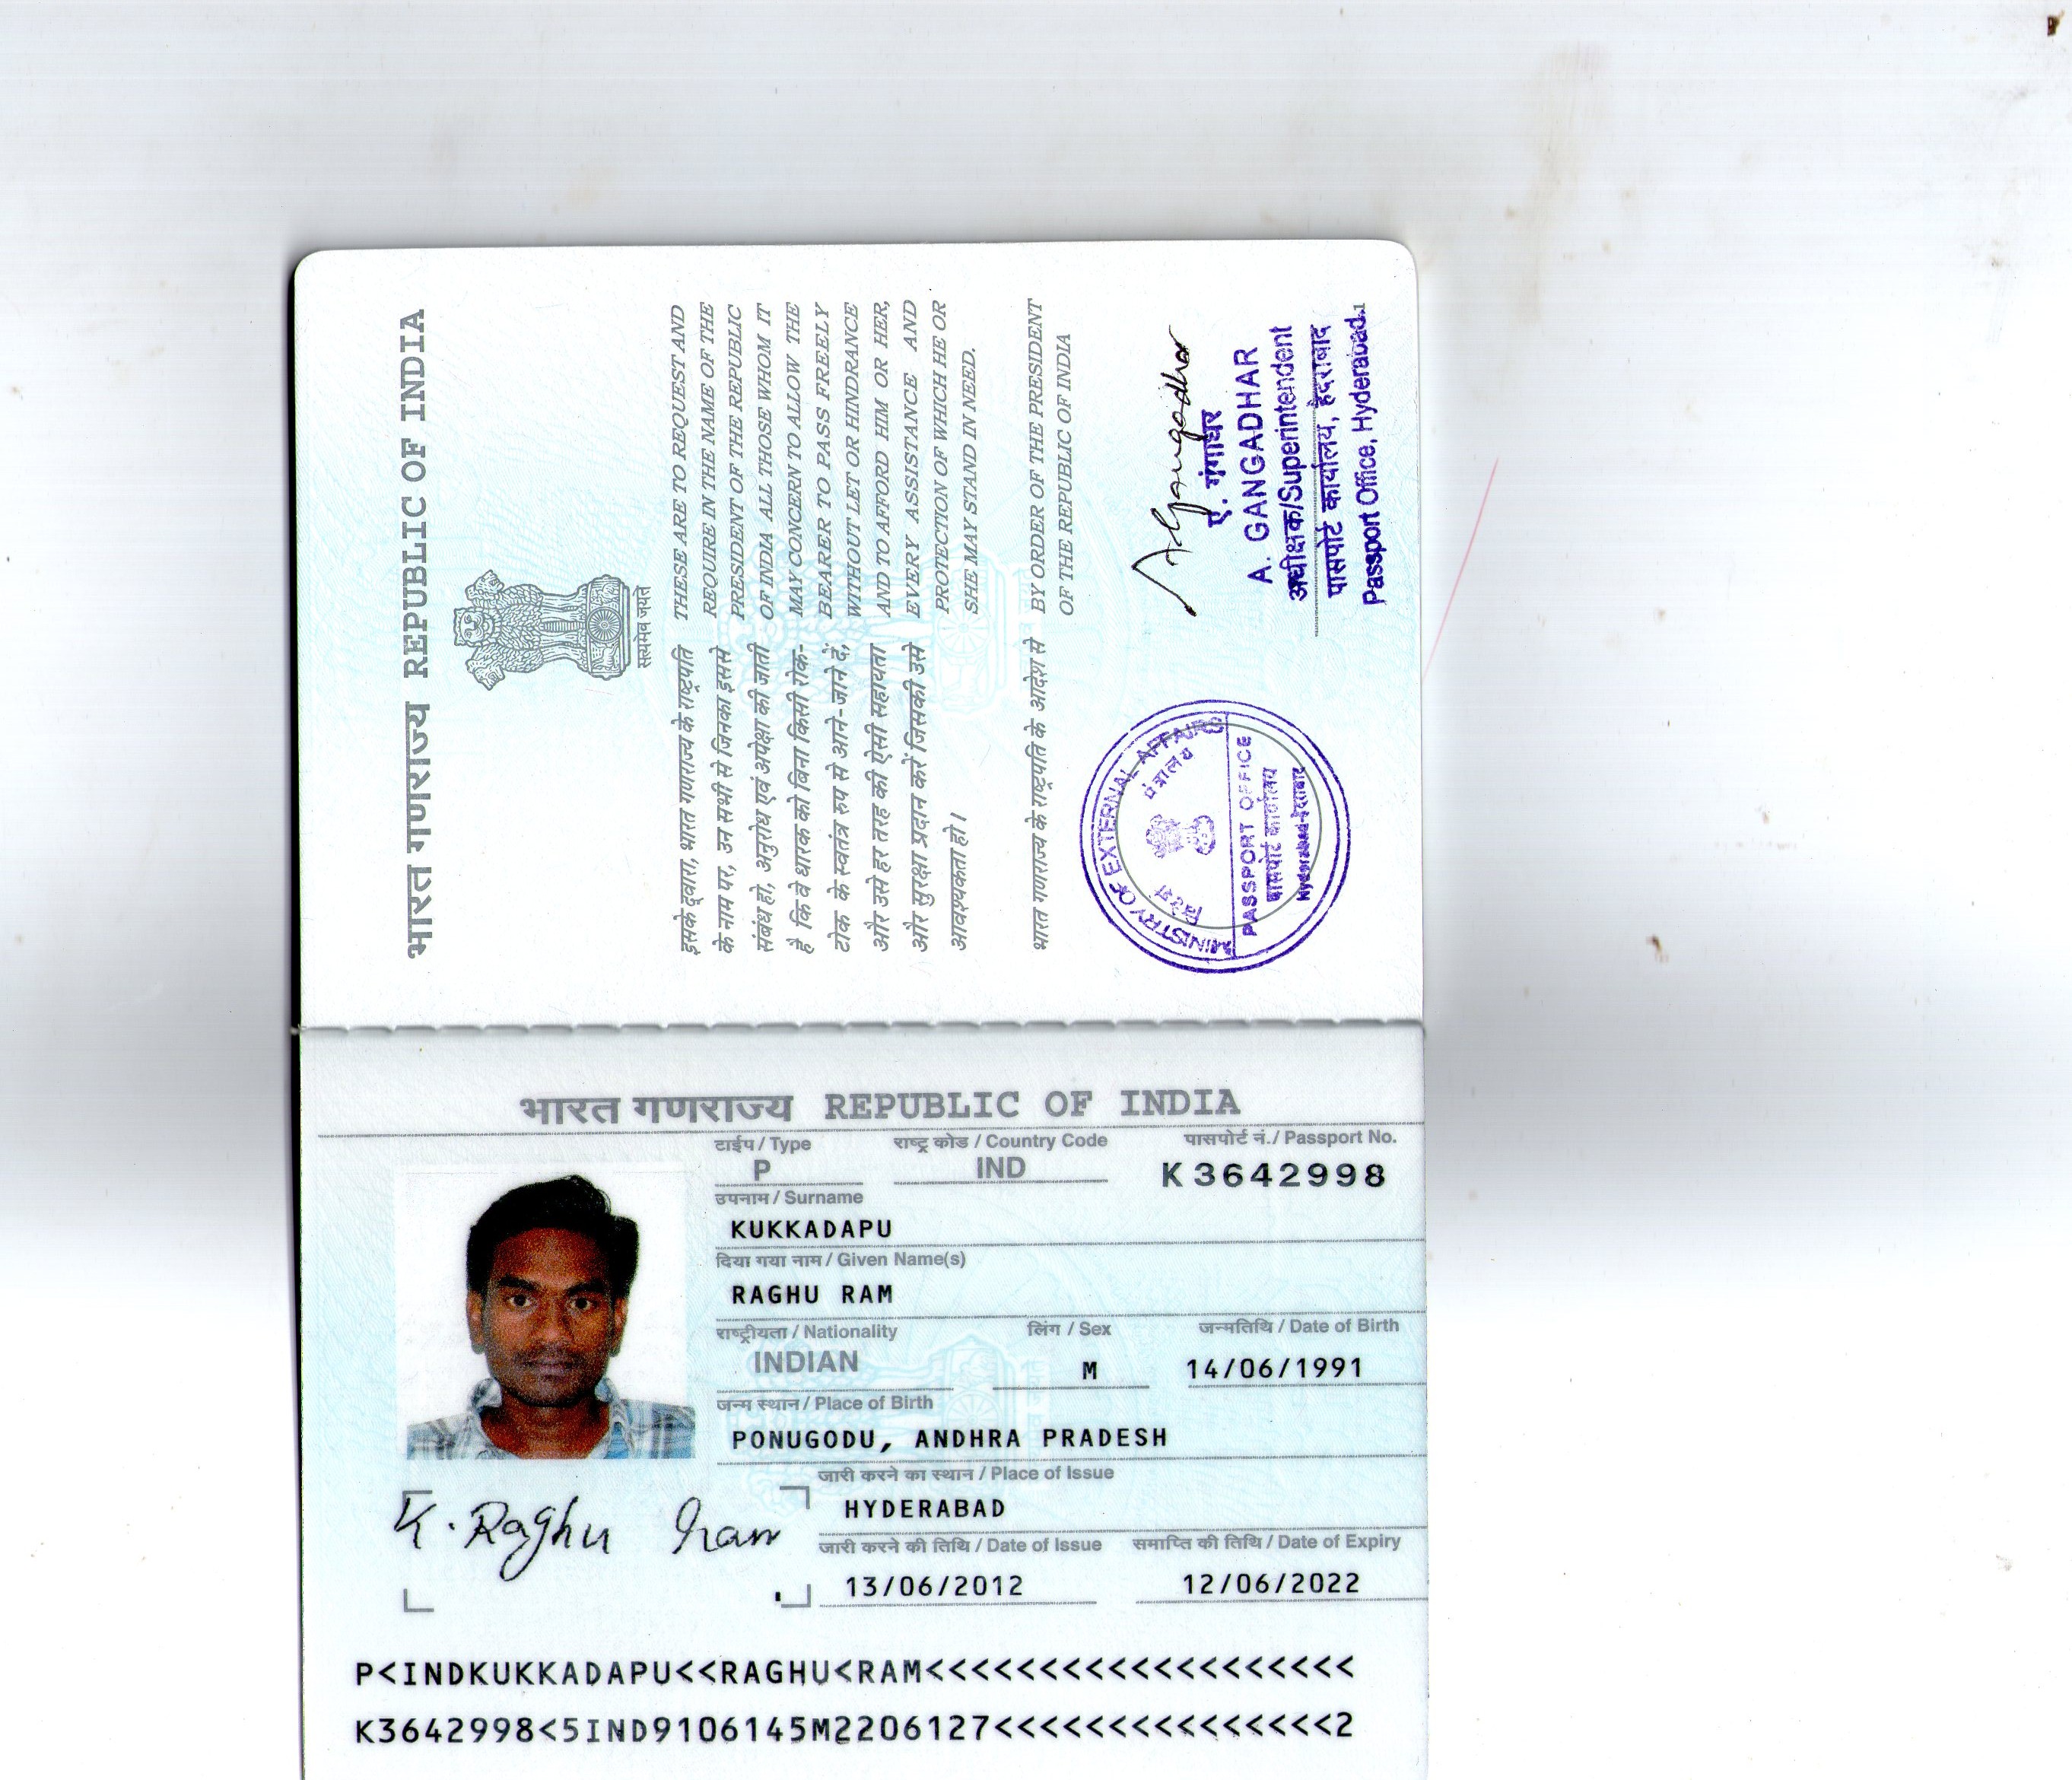 भारत गणराज्य REPUBLIC OF INDIA
सत्यमेव जयते
इसके द्वारा, भारत गणराज्य के राष्ट्रपति
के नाम पर, उन सभी से जिनका इससे
संबंध हो, अनुरोध एवं अपेक्षा की जाती
है कि वे धारक को बिना किसी रोक-
टोक के स्वतंत्र रुप से आने-जाने दें,
और उसे हर तरह की ऐसी सहायता
और सुरक्षा प्रदान करें जिसकी उसे
आवश्यकता हो।
THESE ARE TO REQUEST AND
REQUIRE IN THE NAME OF THE
PRESIDENT OF THE REPUBLIC
OF INDIA ALL THOSE WHOM IT
MAY CONCERN TO ALLOW THE
BEARER TO PASS FREELY
WITHOUT LET OR HINDRANCE
AND TO AFFORD HIM OR HER,
EVERY ASSISTANCE AND
PROTECTION OF WHICH HE OR
SHE MAY STAND IN NEED.
भारत गणराज्य के राष्ट्रपति के आदेश से
BY ORDER OF THE PRESIDENT
OF THE REPUBLIC OF INDIA
MINISTRY OF EXTERNAL AFFAIRS
विदेश मंत्रालय
PASSPORT OFFICE
पासपोर्ट कार्यालय
Hyderabad-हैदराबाद
A Gangadhar
ए. गंगाधर
A. GANGADHAR
अधीक्षक/Superintendent
पासपोर्ट कार्यालय, हैदराबाद
Passport Office, Hyderabad.
भारत गणराज्य REPUBLIC OF INDIA
टाईप / Type राष्ट्र कोड / Country Code पासपोर्ट नं./ Passport No.
P IND K3642998
उपनाम / Surname
KUKKADAPU
दिया गया नाम / Given Name(s)
RAGHU RAM
राष्ट्रीयता / Nationality लिंग / Sex जन्मतिथि / Date of Birth
INDIAN M 14/06/1991
जन्म स्थान / Place of Birth
PONUGODU, ANDHRA PRADESH
जारी करने का स्थान / Place of Issue
HYDERABAD
K. Raghu Ram
जारी करने की तिथि / Date of Issue समाप्ति की तिथि / Date of Expiry
13/06/2012 12/06/2022
P<INDKUKKADAPU<<RAGHU<RAM<<<<<<<<<<<<<<<<<<<
K3642998<5IND9106145M2206127<<<<<<<<<<<<<<<2